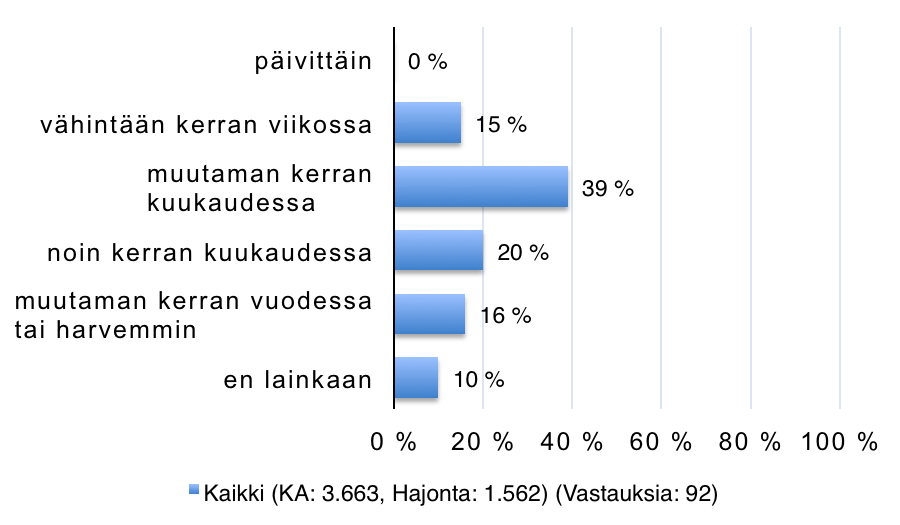 päivittäin
0 %
vähintään kerran viikossa
15 %
muutaman kerran
kuukaudessa
39 %
noin kerran kuukaudessa
20 %
muutaman kerran vuodessa
tai harvemmin
16 %
en lainkaan
10 %
0 % 20 % 40 % 60 % 80 % 100 %
Kaikki (KA: 3.663, Hajonta: 1.562) (Vastauksia: 92)